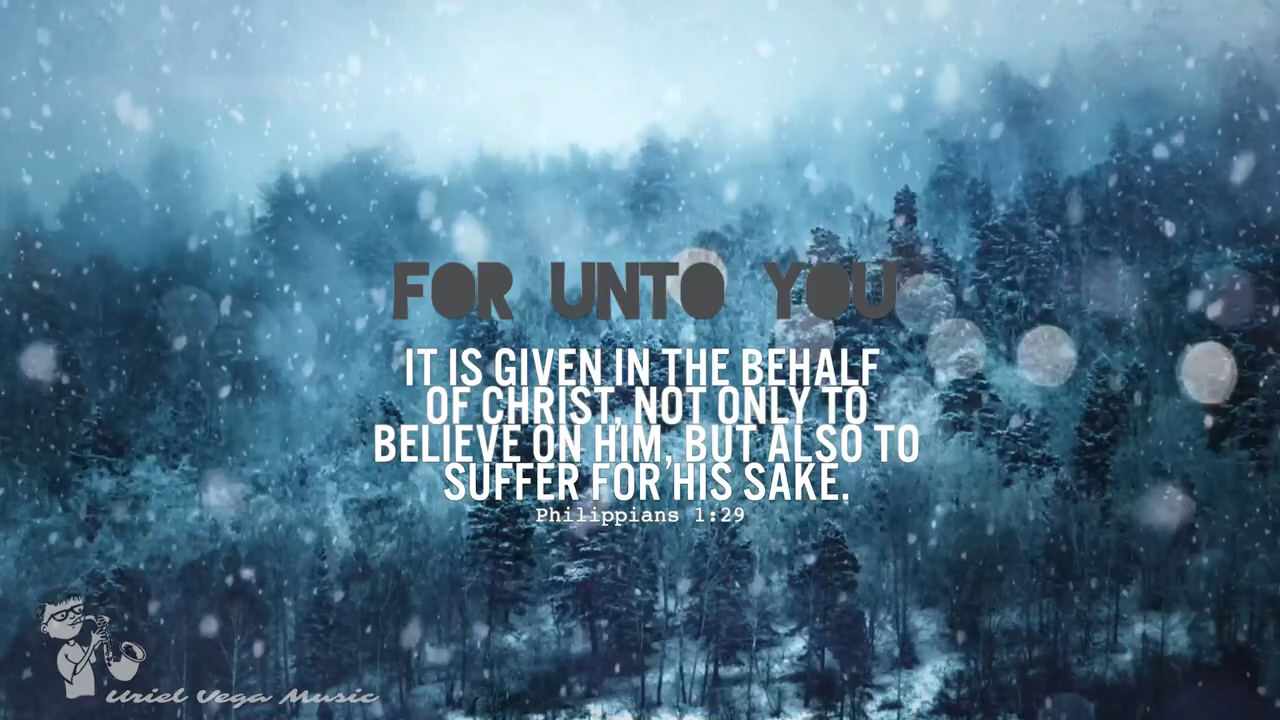 FOR UNTO YOU
IT IS GIVEN IN THE BEHALF
OF CHRIST, NOT ONLY TO
BELIEVE ON HIM, BUT ALSO TO
SUFFER FOR HIS SAKE.
Philippians 1:29
Uriel Vega Music